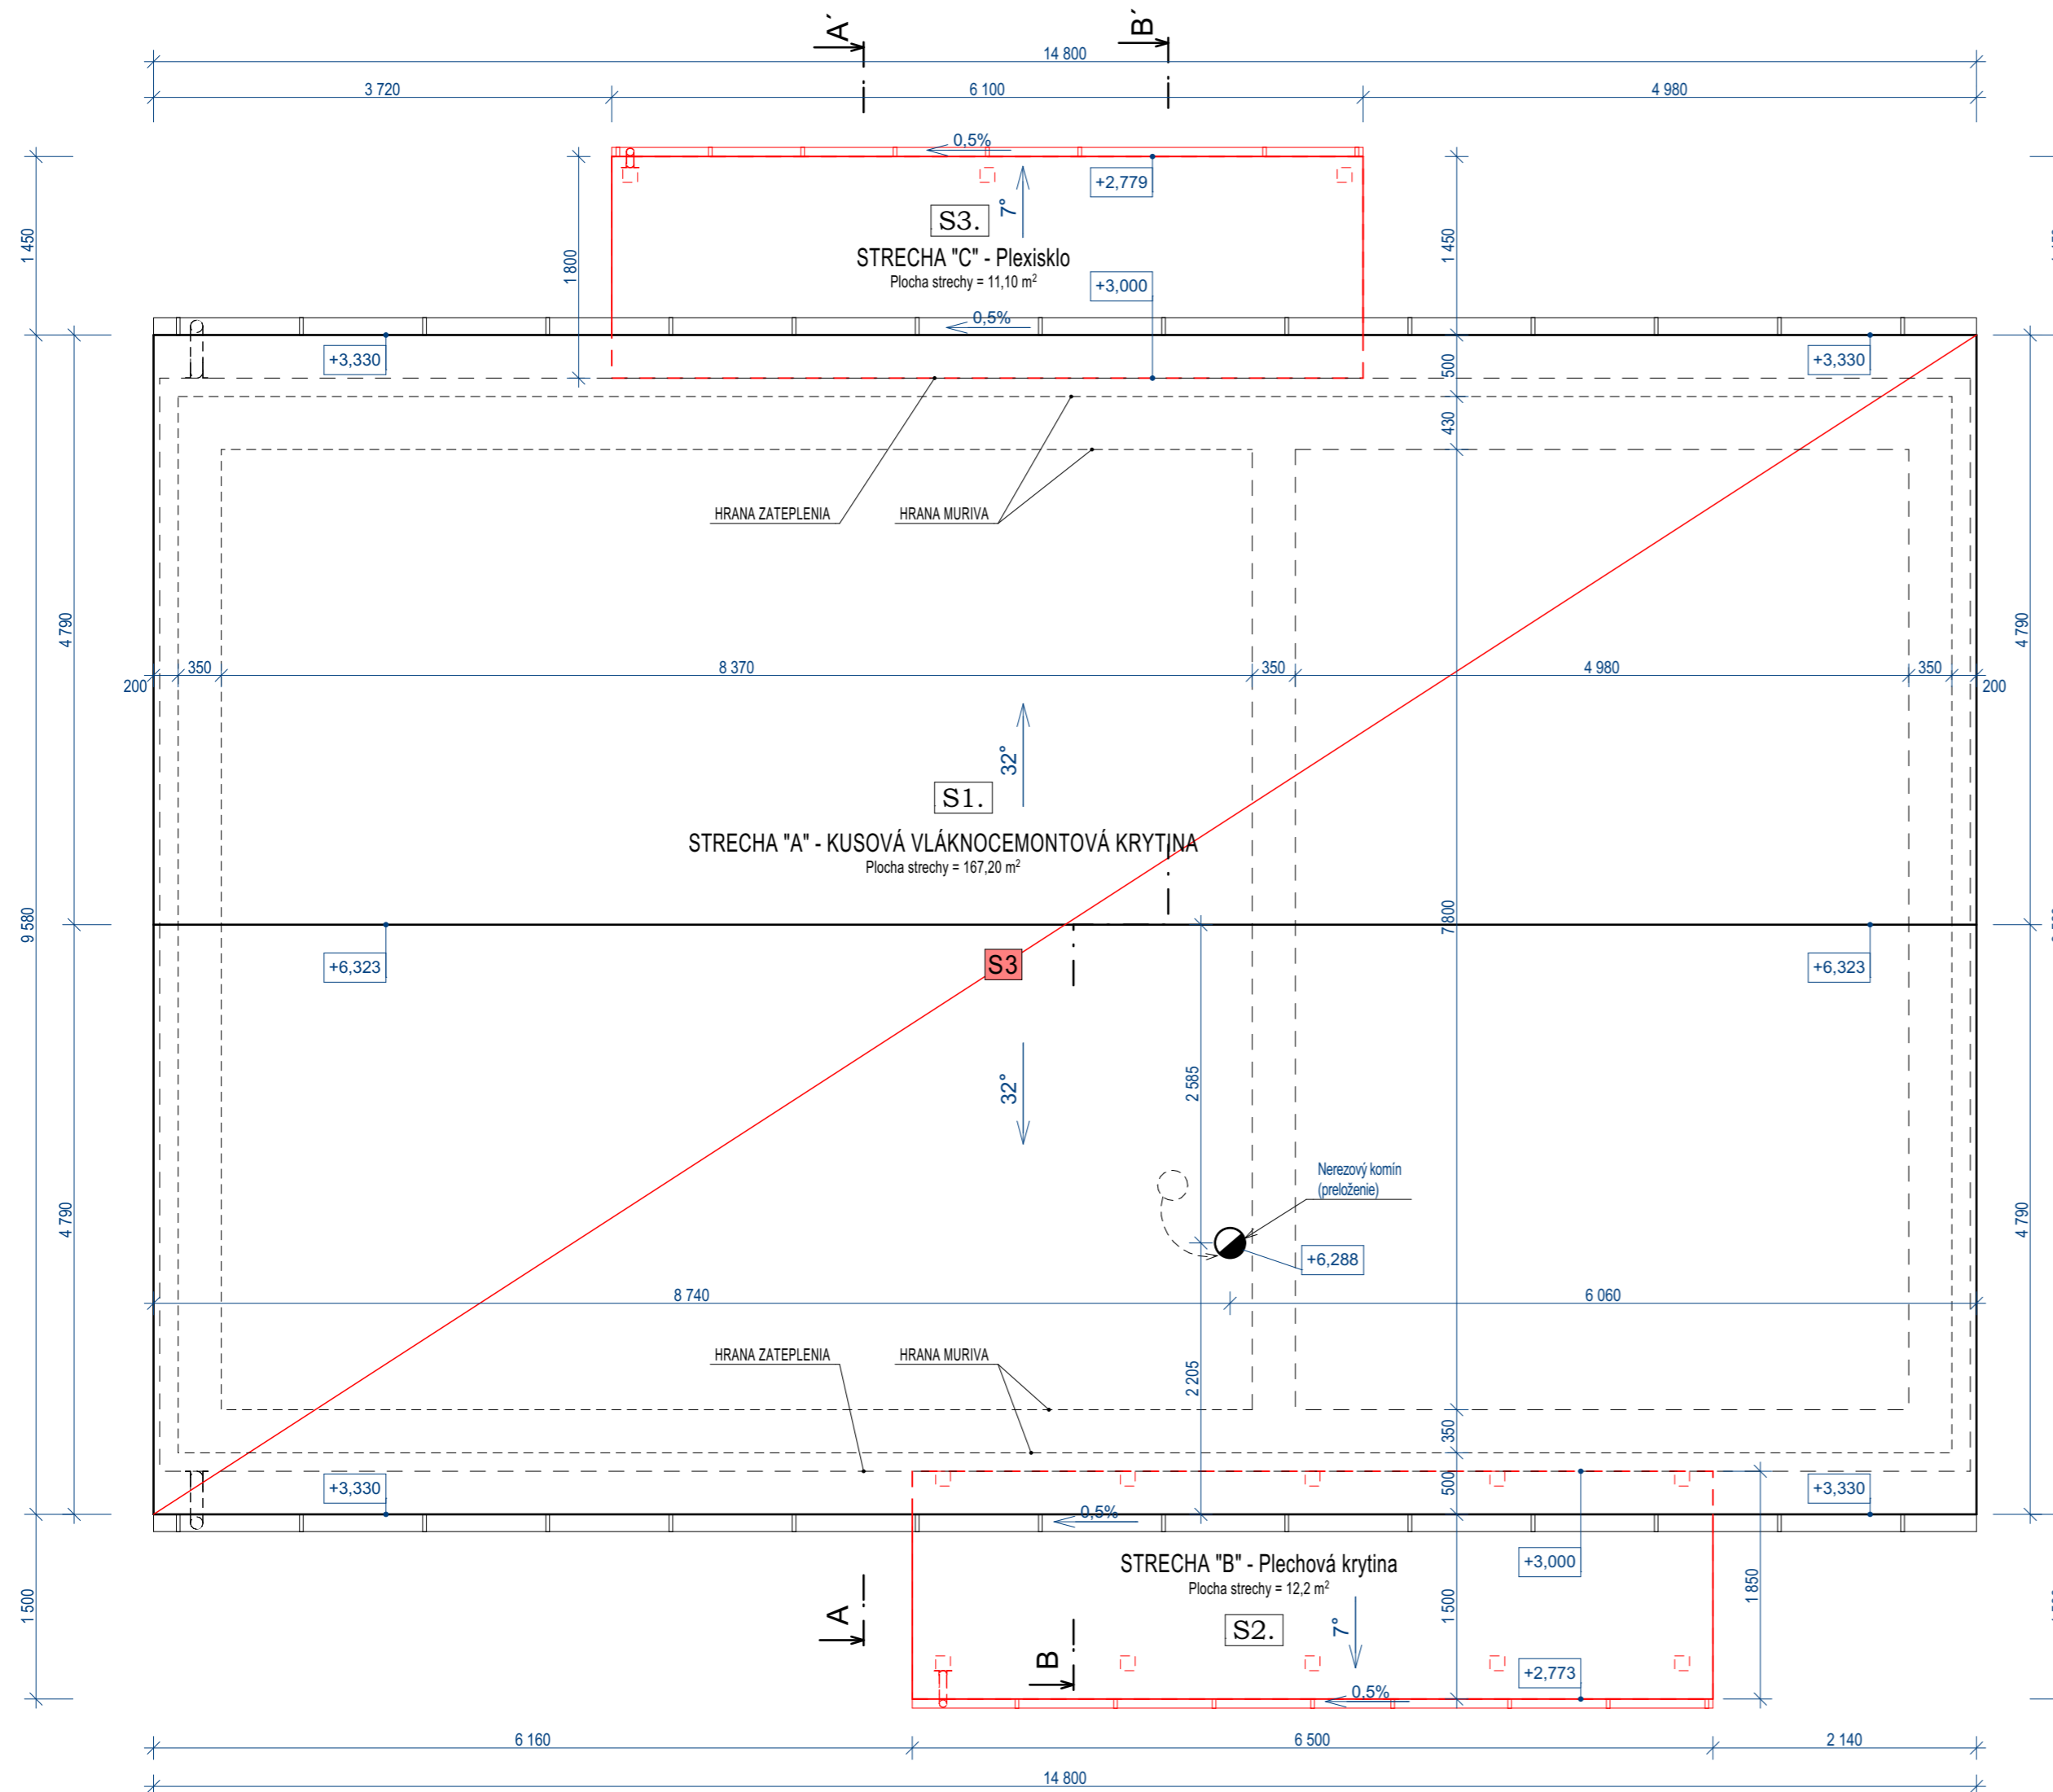 A´
B´
14 800
3 720
6 100
4 980
0,5%
+2,779
7°
S3.
STRECHA "C" - Plexisklo
Plocha strechy = 11,10 m²
1 450
1 800
1 450
+3,000
0,5%
+3,330
+3,330
500
430
HRANA ZATEPLENIA
HRANA MURIVA
4 790
4 790
200
350
8 370
350
4 980
350
200
32°
S1.
STRECHA "A" - KUSOVÁ VLÁKNOCEMONTOVÁ KRYTINA
Plocha strechy = 167,20 m²
9 580
7 800
+6,323
S3
+6,323
2 585
32°
Nerezový komín
(preloženie)
+6,288
4 790
4 790
8 740
6 060
HRANA ZATEPLENIA
HRANA MURIVA
2 205
350
500
+3,330
+3,330
0,5%
STRECHA "B" - Plechová krytina
Plocha strechy = 12,2 m²
+3,000
S2.
7°
1 500
1 500
1 850
A
B
+2,773
0,5%
6 160
6 500
2 140
14 800